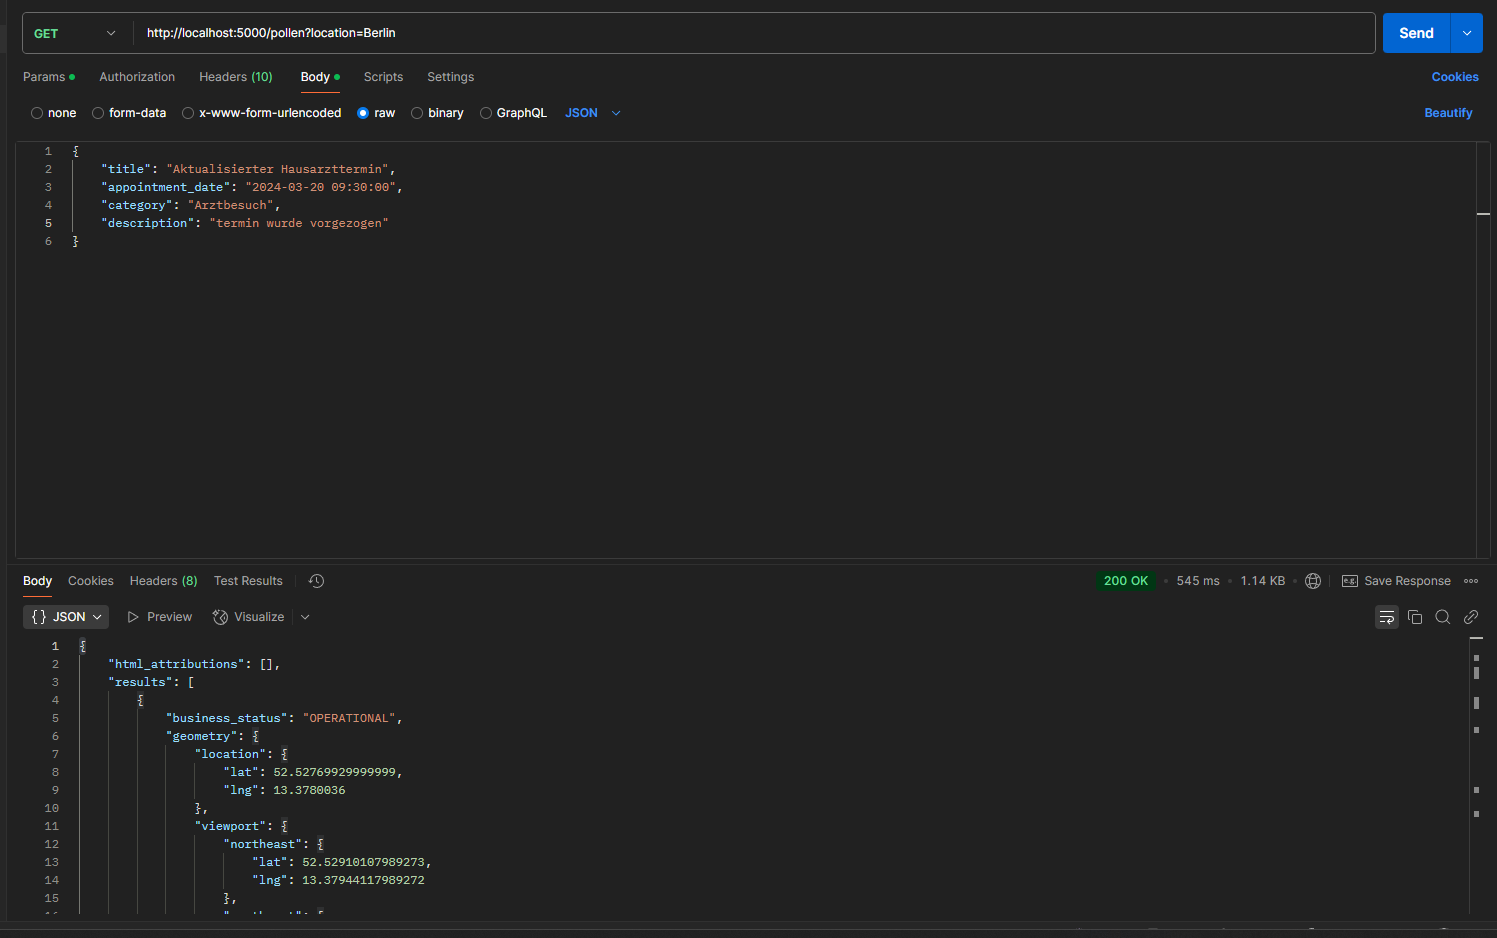 GET http://localhost:5000/pollen?location=Berlin Send
Params Authorization Headers (10) Body Scripts Settings Cookies
none form-data x-www-form-urlencoded raw binary GraphQL JSON Beautify
1 {
2 "title": "Aktualisierter Hausarzttermin",
3 "appointment_date": "2024-03-20 09:30:00",
4 "category": "Arztbesuch",
5 "description": "termin wurde vorgezogen"
6 }
Body Cookies Headers (8) Test Results 200 OK 545 ms 1.14 KB e.g. Save Response
{} JSON Preview Visualize
1 {
2 "html_attributions": [],
3 "results": [
4 {
5 "business_status": "OPERATIONAL",
6 "geometry": {
7 "location": {
8 "lat": 52.52769929999999,
9 "lng": 13.3780036
10 },
11 "viewport": {
12 "northeast": {
13 "lat": 52.52910107989273,
14 "lng": 13.37944117989272
15 },